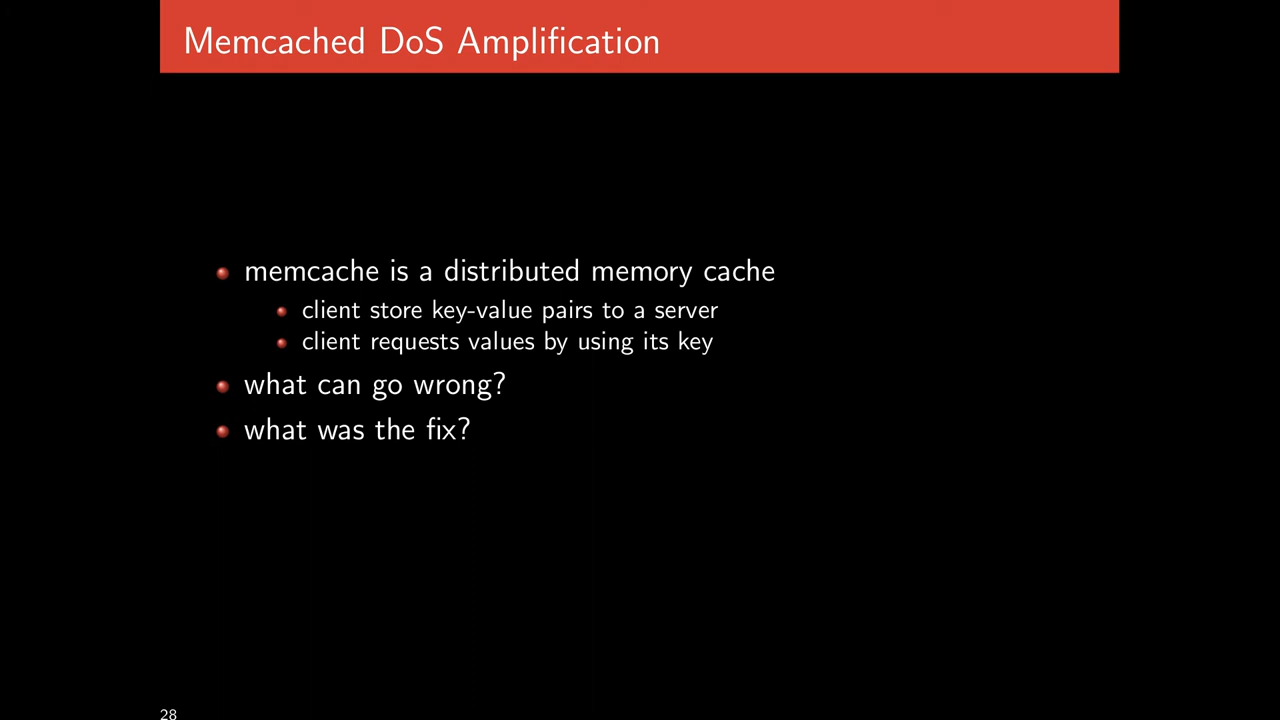 Memcached DoS Amplification
memcache is a distributed memory cache
client store key-value pairs to a server
client requests values by using its key
what can go wrong?
what was the fix?
28